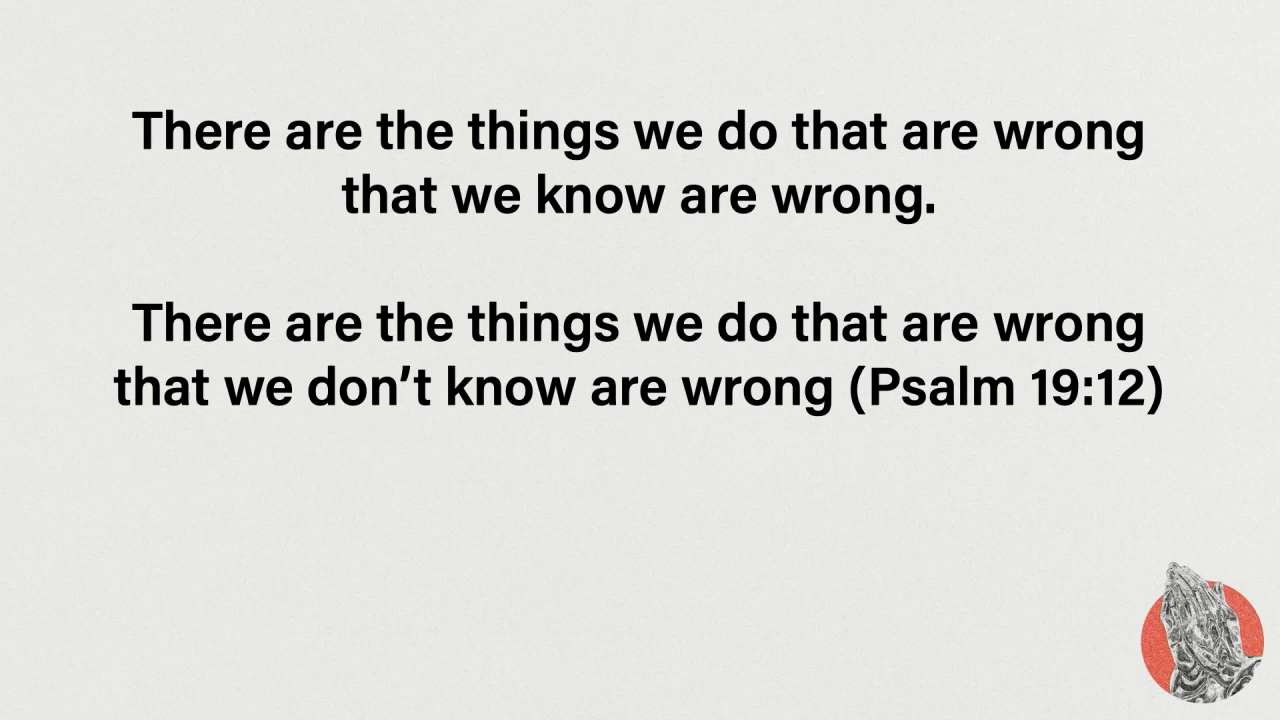 There are the things we do that are wrong
that we know are wrong.
There are the things we do that are wrong
that we don’t know are wrong (Psalm 19:12)